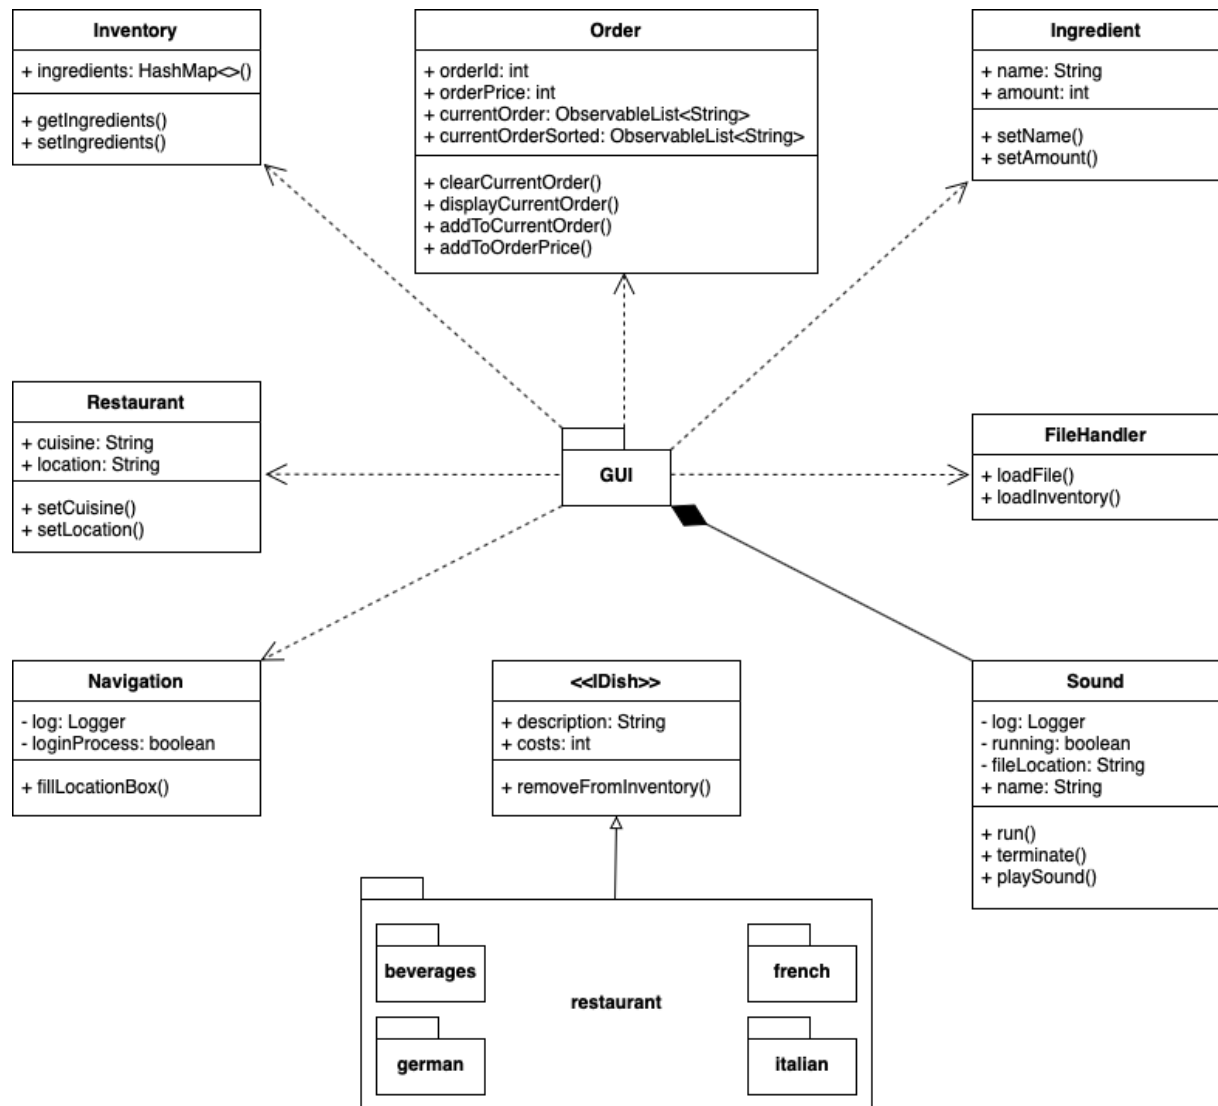 Inventory
+ ingredients: HashMap<>()
+ getIngredients()
+ setIngredients()
Order
+ orderId: int
+ orderPrice: int
+ currentOrder: ObservableList<String>
+ currentOrderSorted: ObservableList<String>
+ clearCurrentOrder()
+ displayCurrentOrder()
+ addToCurrentOrder()
+ addToOrderPrice()
Ingredient
+ name: String
+ amount: int
+ setName()
+ setAmount()
Restaurant
+ cuisine: String
+ location: String
+ setCuisine()
+ setLocation()
GUI
FileHandler
+ loadFile()
+ loadInventory()
Navigation
- log: Logger
- loginProcess: boolean
+ fillLocationBox()
<<IDish>>
+ description: String
+ costs: int
+ removeFromInventory()
Sound
- log: Logger
- running: boolean
- fileLocation: String
+ name: String
+ run()
+ terminate()
+ playSound()
beverages
french
restaurant
german
italian